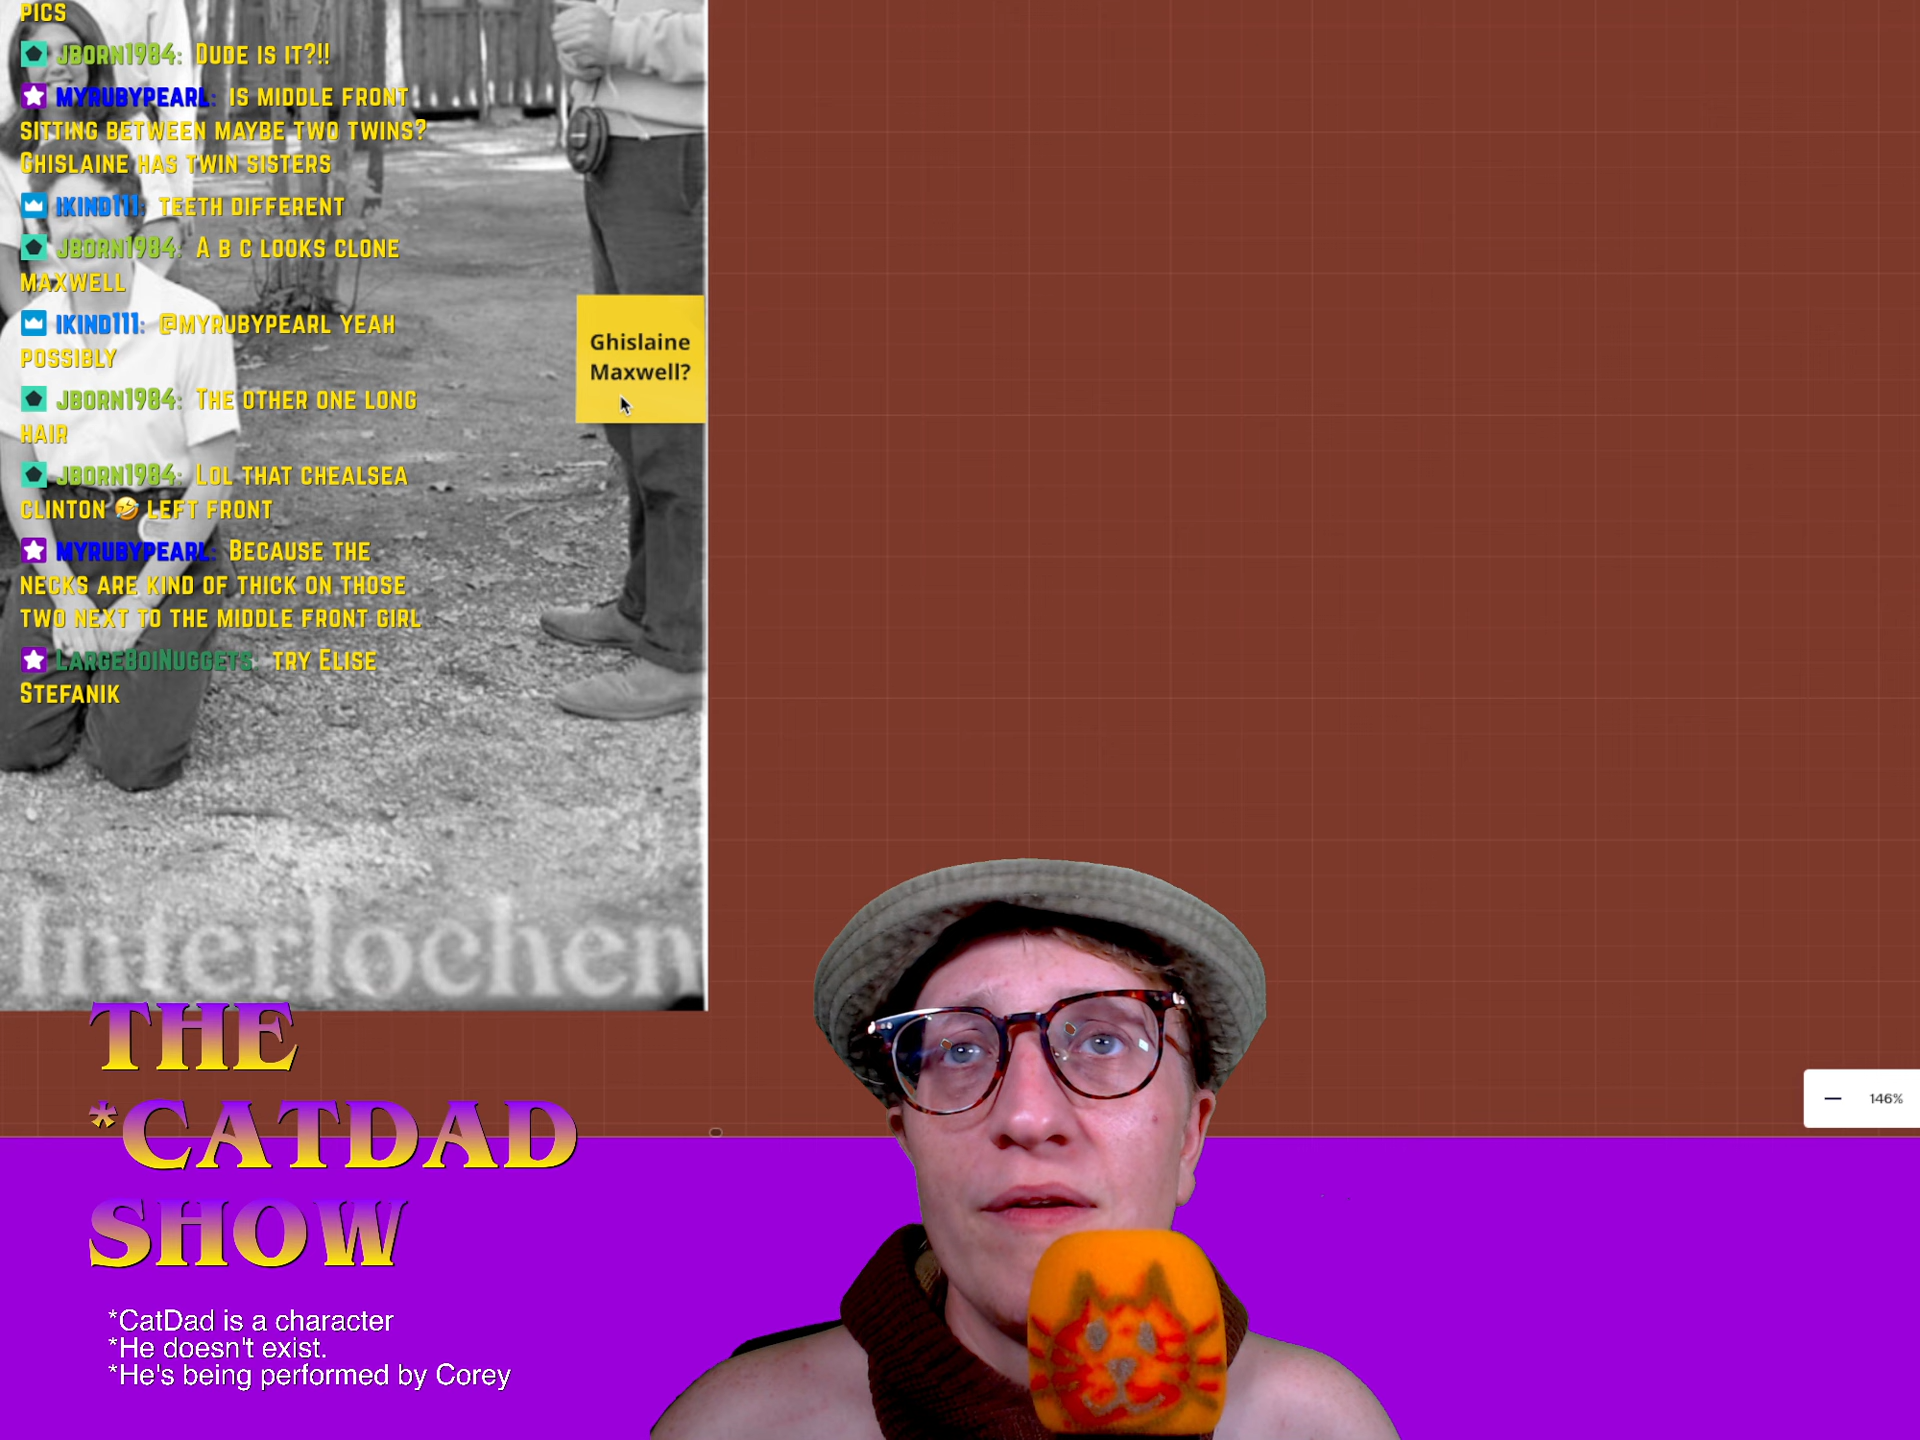 PICS
JBORN1984: DUDE IS IT?!!
MYRUBYPEARL: IS MIDDLE FRONT
SITTING BETWEEN MAYBE TWO TWINS?
GHISLAINE HAS TWIN SISTERS
IKIND111: TEETH DIFFERENT
JBORN1984: A B C LOOKS CLONE
MAXWELL
IKIND111: @MYRUBYPEARL YEAH
POSSIBLY
JBORN1984: THE OTHER ONE LONG
HAIR
JBORN1984: LOL THAT CHEALSEA
CLINTON 🤣 LEFT FRONT
MYRUBYPEARL: BECAUSE THE
NECKS ARE KIND OF THICK ON THOSE
TWO NEXT TO THE MIDDLE FRONT GIRL
LARGEBOINUGGETS: TRY ELISE
STEFANIK
Ghislaine
Maxwell?
Interlochen
THE
*CATDAD
SHOW
*CatDad is a character
*He doesn't exist.
*He's being performed by Corey
146%